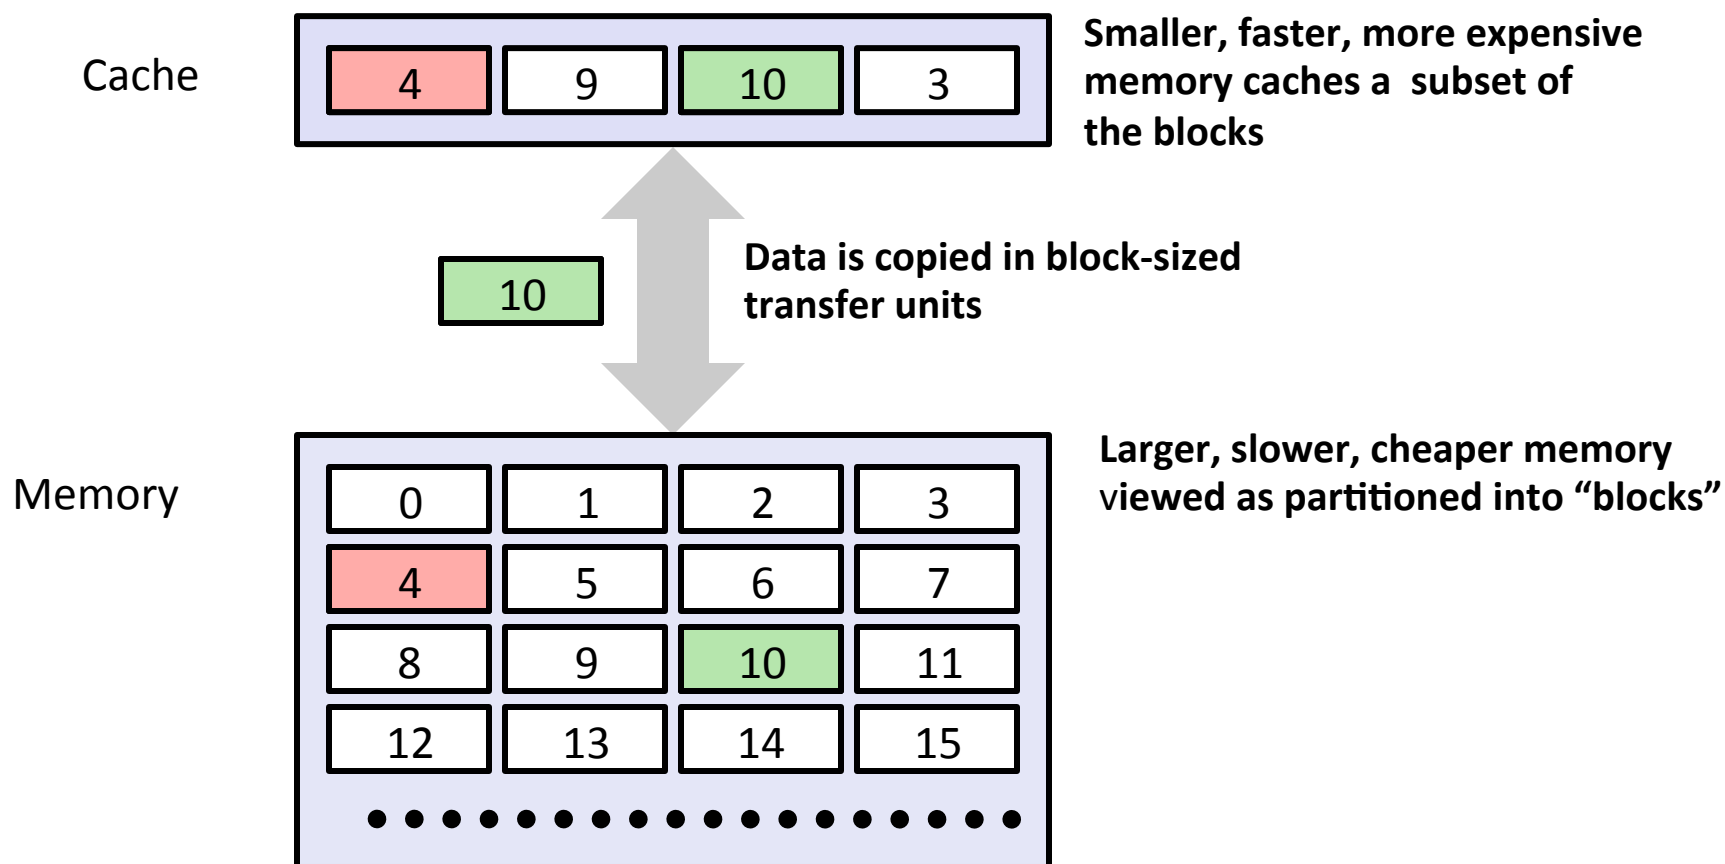 Cache
4 9 10 3
Smaller, faster, more expensive
memory caches a  subset of
the blocks
10
Data is copied in block-sized
transfer units
Memory
Larger, slower, cheaper memory
viewed as partitioned into “blocks”
0 1 2 3
4 5 6 7
8 9 10 11
12 13 14 15